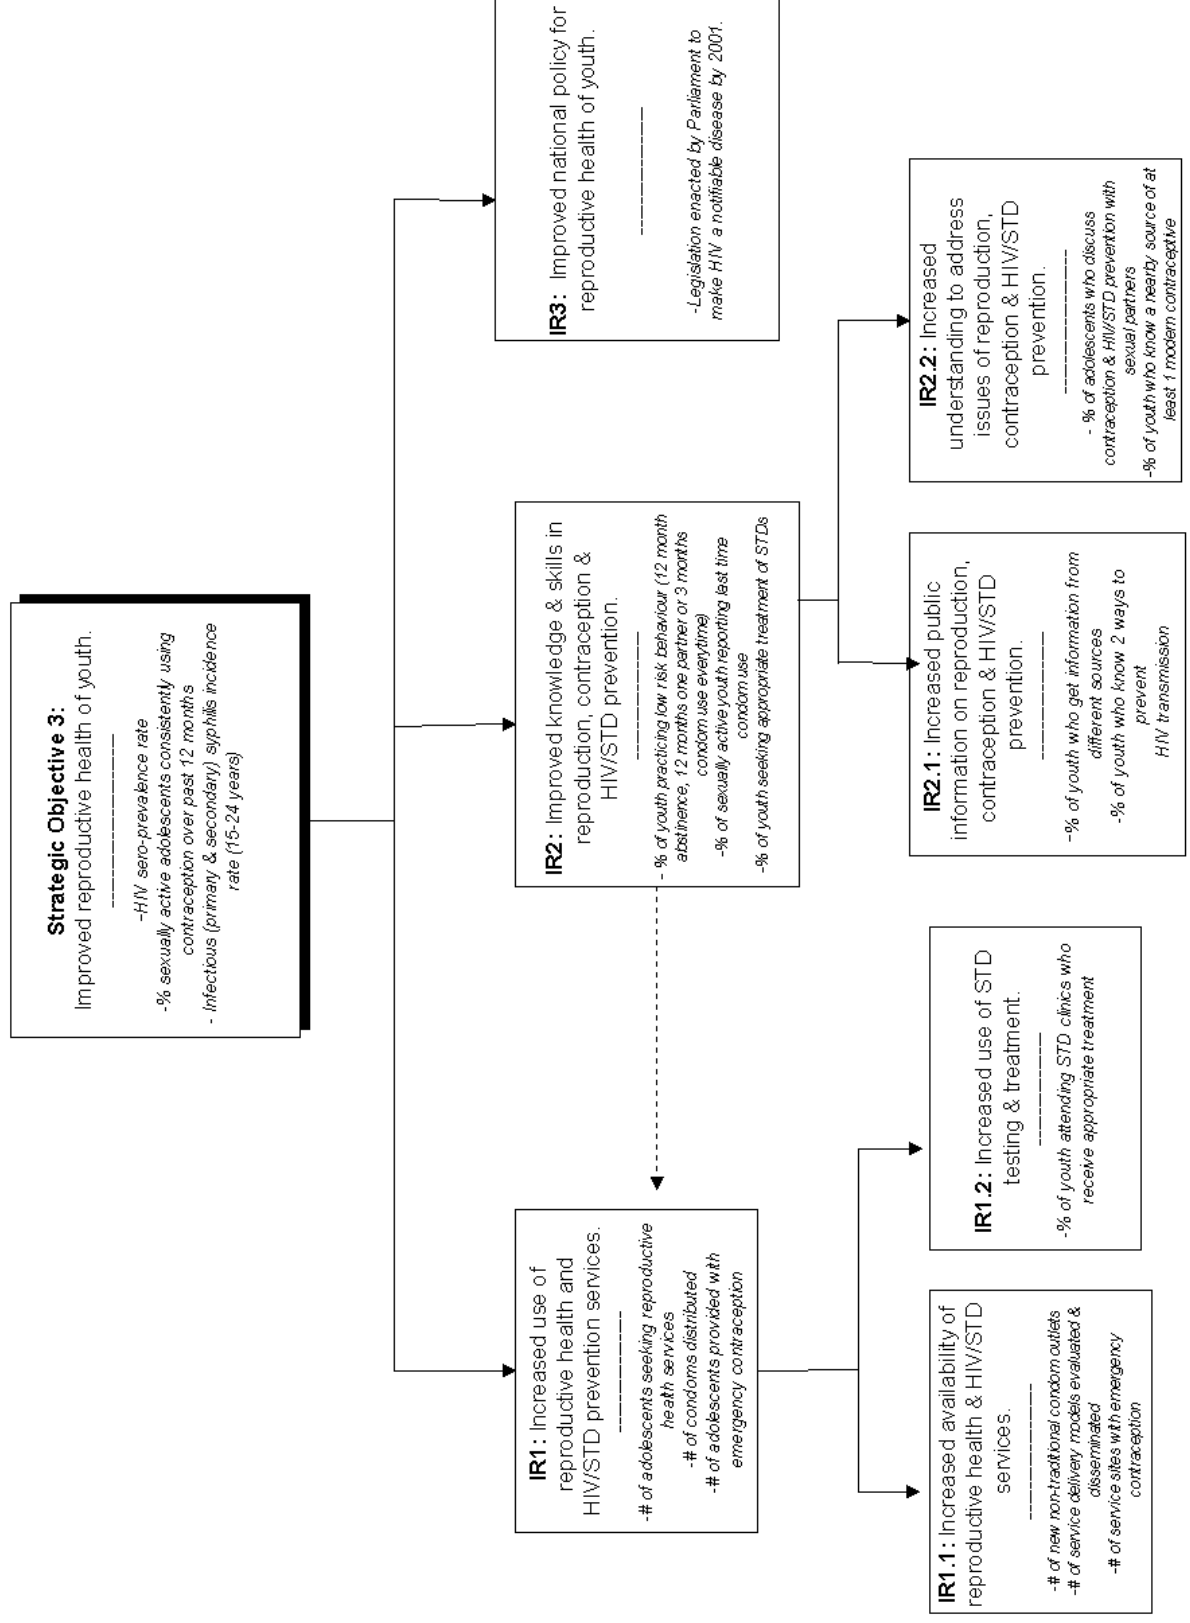 Strategic Objective 3:
Improved reproductive health of youth.
-HIV sero-prevalence rate
-% sexually active adolescents consistently using
contraception over past 12 months
- Infectious (primary & secondary) syphilis incidence
rate (15-24 years)
IR1: Increased use of
reproductive health and
HIV/STD prevention services.
-# of adolescents seeking reproductive
health services
-# of condoms distributed
-# of adolescents provided with
emergency contraception
IR2: Improved knowledge & skills in
reproduction, contraception &
HIV/STD prevention.
-% of youth practicing low risk behaviour (12 month
abstinence, 12 months one partner or 3 months
condom use everytime)
-% of sexually active youth reporting last time
condom use
-% of youth seeking appropriate treatment of STDs
IR3: Improved national policy for
reproductive health of youth.
-Legislation enacted by Parliament to
make HIV a notifiable disease by 2001.
IR1.1: Increased availability of
reproductive health & HIV/STD
services.
-# of new non-traditional condom outlets
-# of service delivery models evaluated &
disseminated
-# of service sites with emergency
contraception
IR1.2: Increased use of STD
testing & treatment.
-% of youth attending STD clinics who
receive appropriate treatment
IR2.1: Increased public
information on reproduction,
contraception & HIV/STD
prevention.
-% of youth who get information from
different sources
-% of youth who know 2 ways to
prevent
HIV transmission
IR2.2: Increased
understanding to address
issues of reproduction,
contraception & HIV/STD
prevention.
- % of adolescents who discuss
contraception & HIV/STD prevention with
sexual partners
-% of youth who know a nearby source of at
least 1 modern contraceptive